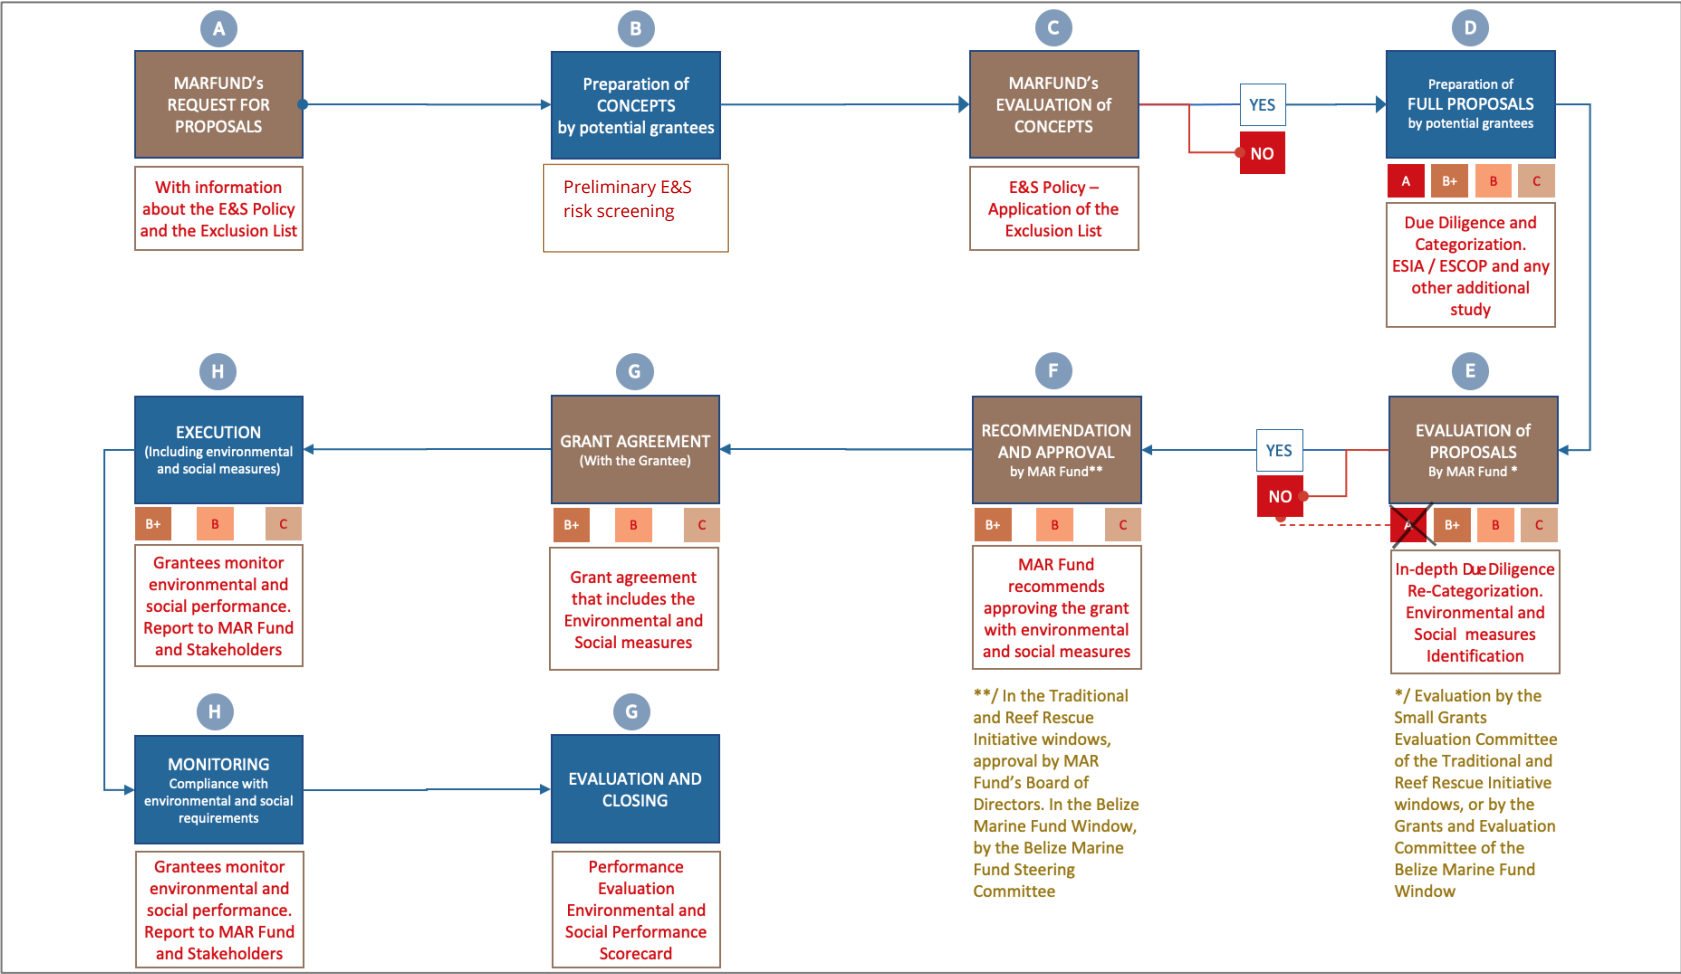 A
MARFUND's
REQUEST FOR
PROPOSALS
With information
about the E&S Policy
and the Exclusion List
B
Preparation of
CONCEPTS
by potential grantees
Preliminary E&S
risk screening
C
MARFUND's
EVALUATION of
CONCEPTS
E&S Policy –
Application of the
Exclusion List
YES
NO
D
Preparation of
FULL PROPOSALS
by potential grantees
A B+ B C
Due Diligence and
Categorization.
ESIA / ESCOP and any
other additional
study
E
EVALUATION of
PROPOSALS
By MAR Fund *
A B+ B C
In-depth Due Diligence
Re-Categorization.
Environmental and
Social measures
Identification
*/ Evaluation by the
Small Grants
Evaluation Committee
of the Traditional and
Reef Rescue Initiative
windows, or by the
Grants and Evaluation
Committee of the
Belize Marine Fund
Window
YES
NO
F
RECOMMENDATION
AND APPROVAL
by MAR Fund**
B+ B C
MAR Fund
recommends
approving the grant
with environmental
and social measures
**/ In the Traditional
and Reef Rescue
Initiative windows,
approval by MAR
Fund's Board of
Directors. In the Belize
Marine Fund Window,
by the Belize Marine
Fund Steering
Committee
G
GRANT AGREEMENT
(With the Grantee)
B+ B C
Grant agreement
that includes the
Environmental and
Social measures
H
EXECUTION
(Including environmental
and social measures)
B+ B C
Grantees monitor
environmental and
social performance.
Report to MAR Fund
and Stakeholders
H
MONITORING
Compliance with
environmental and social
requirements
Grantees monitor
environmental and
social performance.
Report to MAR Fund
and Stakeholders
G
EVALUATION AND
CLOSING
Performance
Evaluation
Environmental and
Social Performance
Scorecard